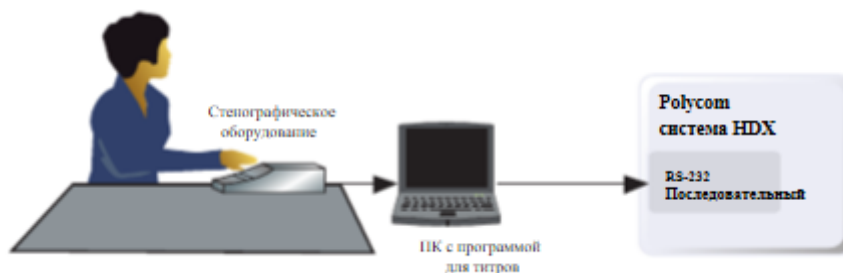 Стенографическое
оборудование
ПК с программой
для титров
Polycom
система HDX
RS-232
Последовательный